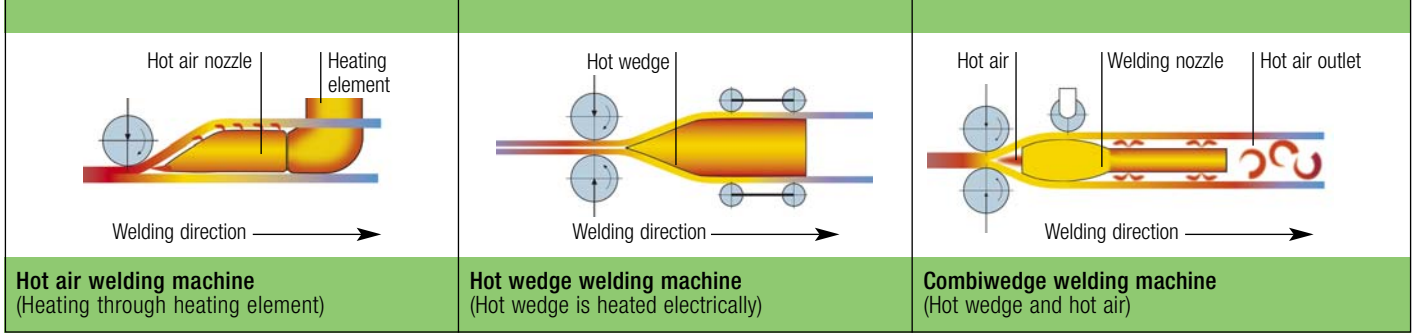 Hot air nozzle
Heating
element
Welding direction
Hot air welding machine
(Heating through heating element)
Hot wedge
Welding direction
Hot wedge welding machine
(Hot wedge is heated electrically)
Hot air
Welding nozzle
Hot air outlet
Welding direction
Combiwedge welding machine
(Hot wedge and hot air)